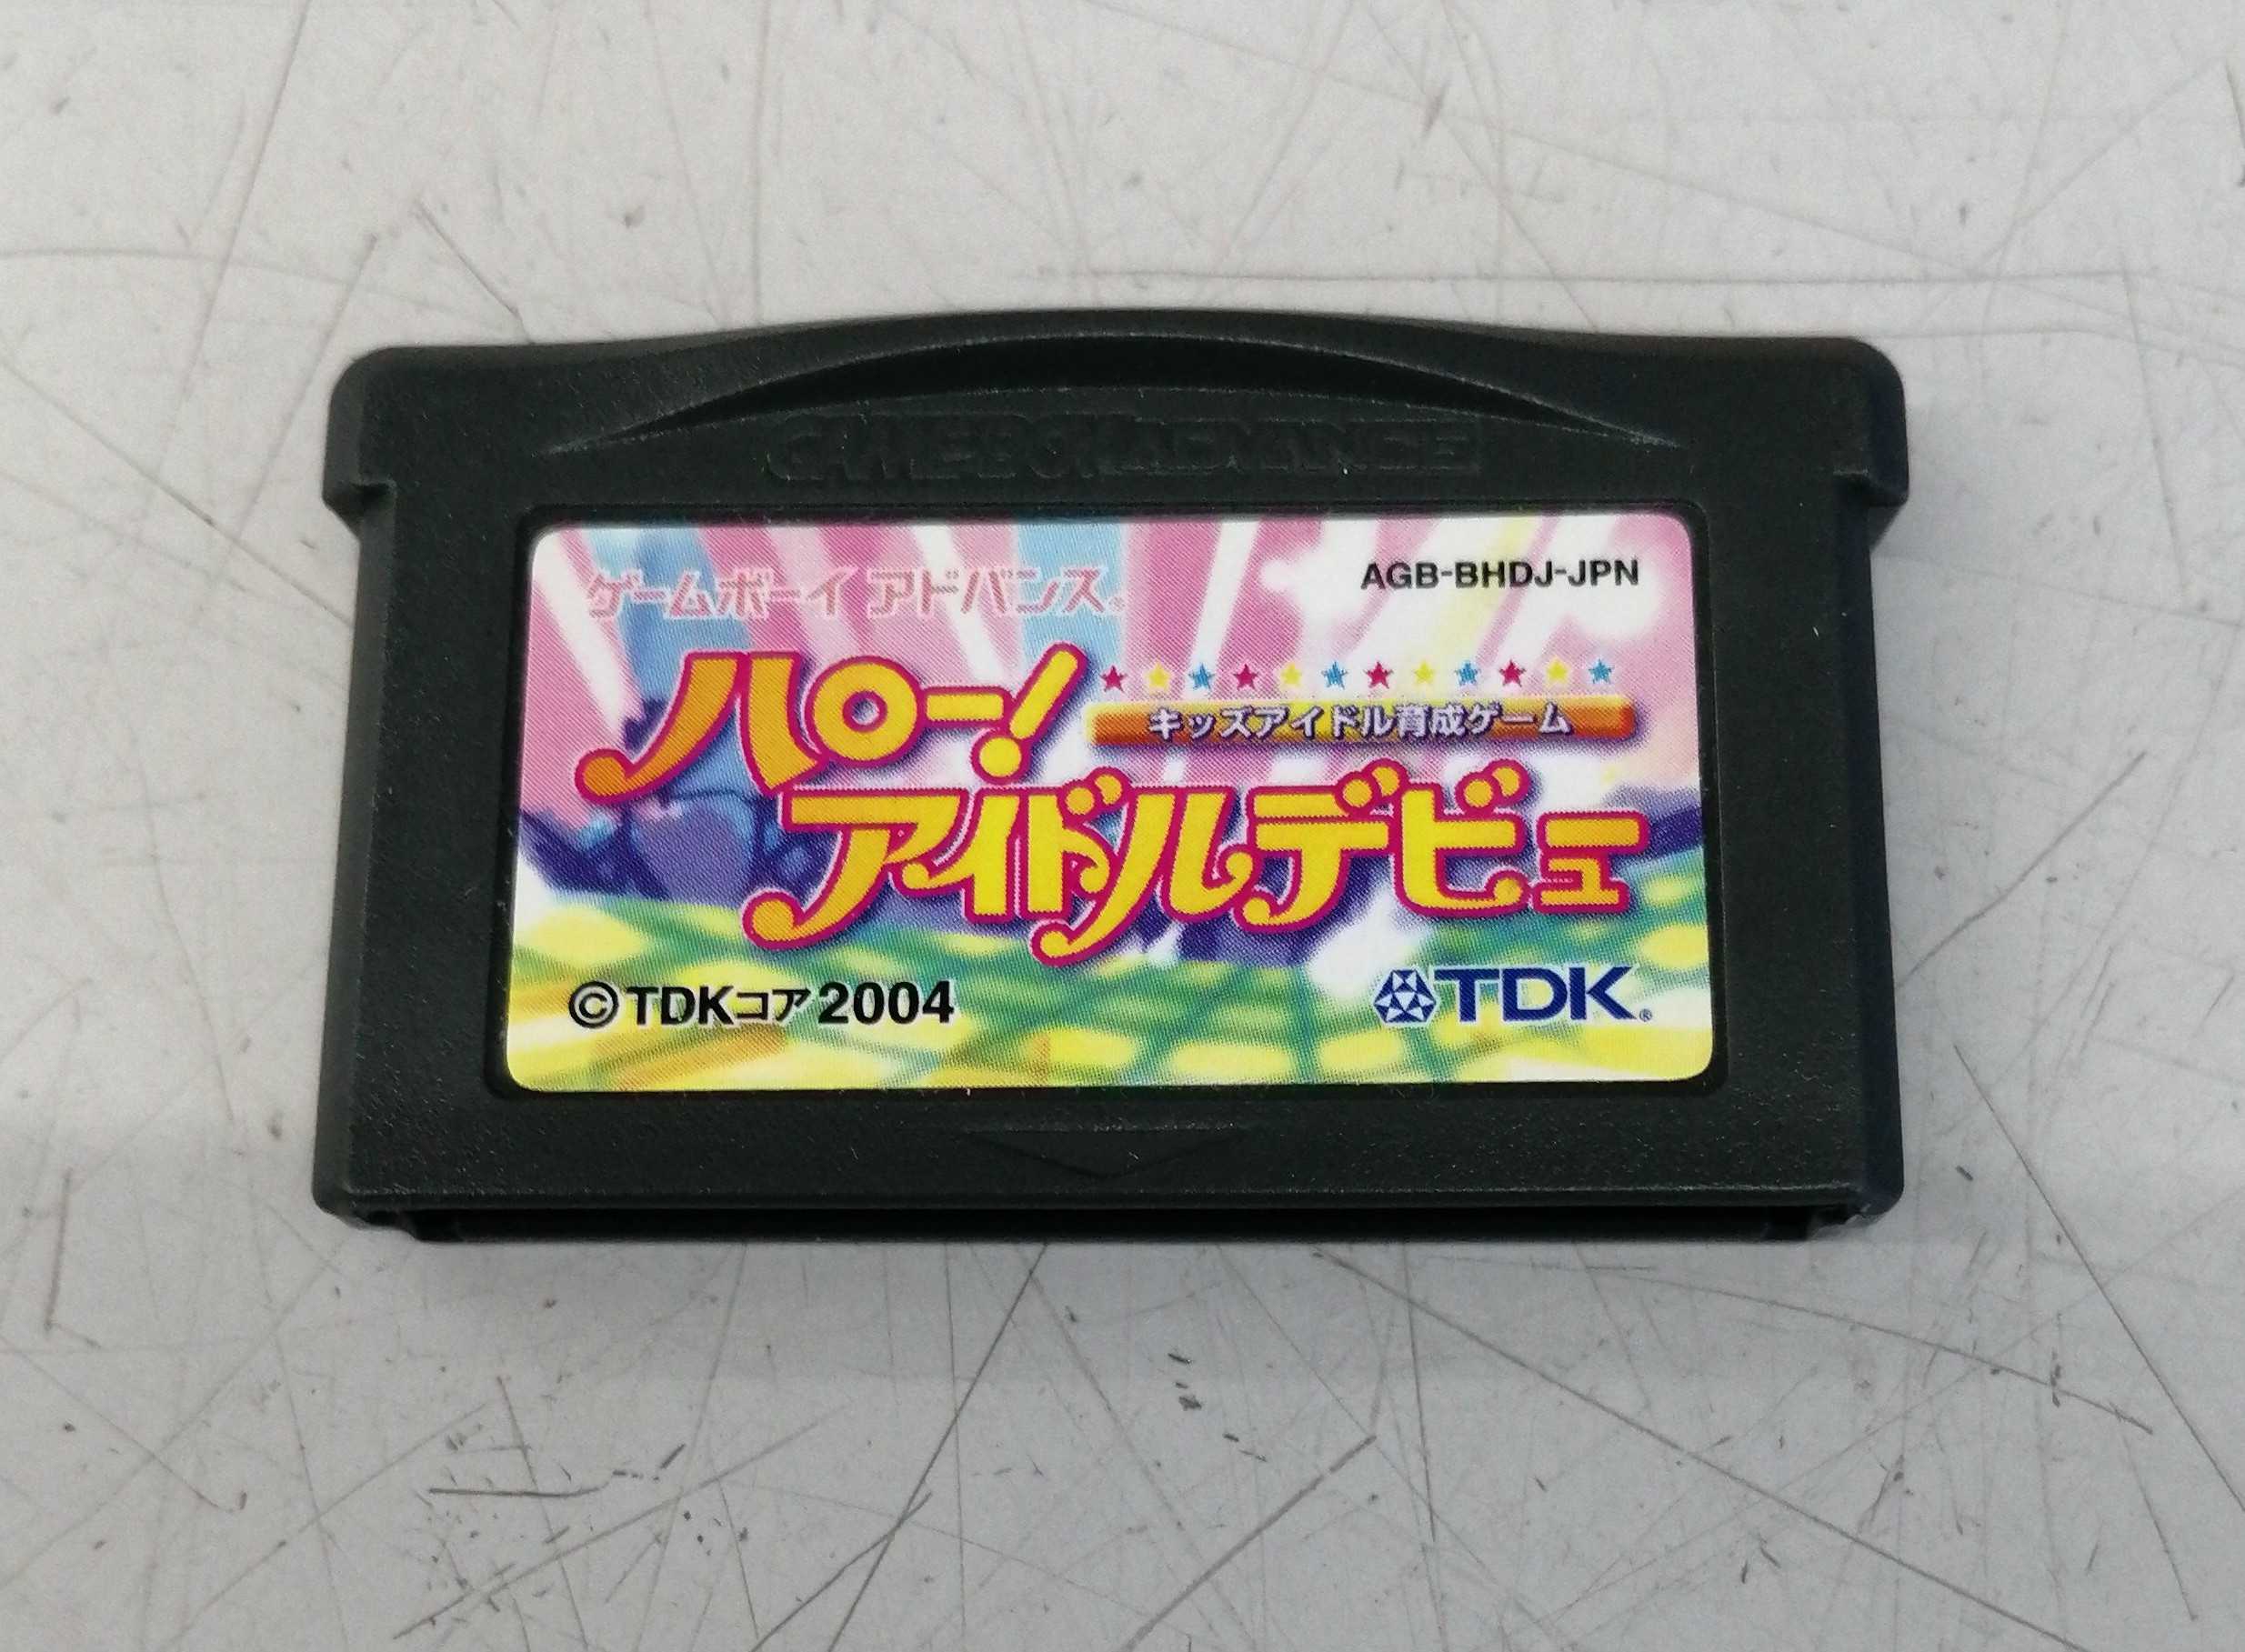 GAME BOY ADVANCE
ゲームボーイ アドバンス®
AGB-BHDJ-JPN
ハロー!
キッズアイドル育成ゲーム
アイドルデビュー
©TDKコア 2004
TDK®